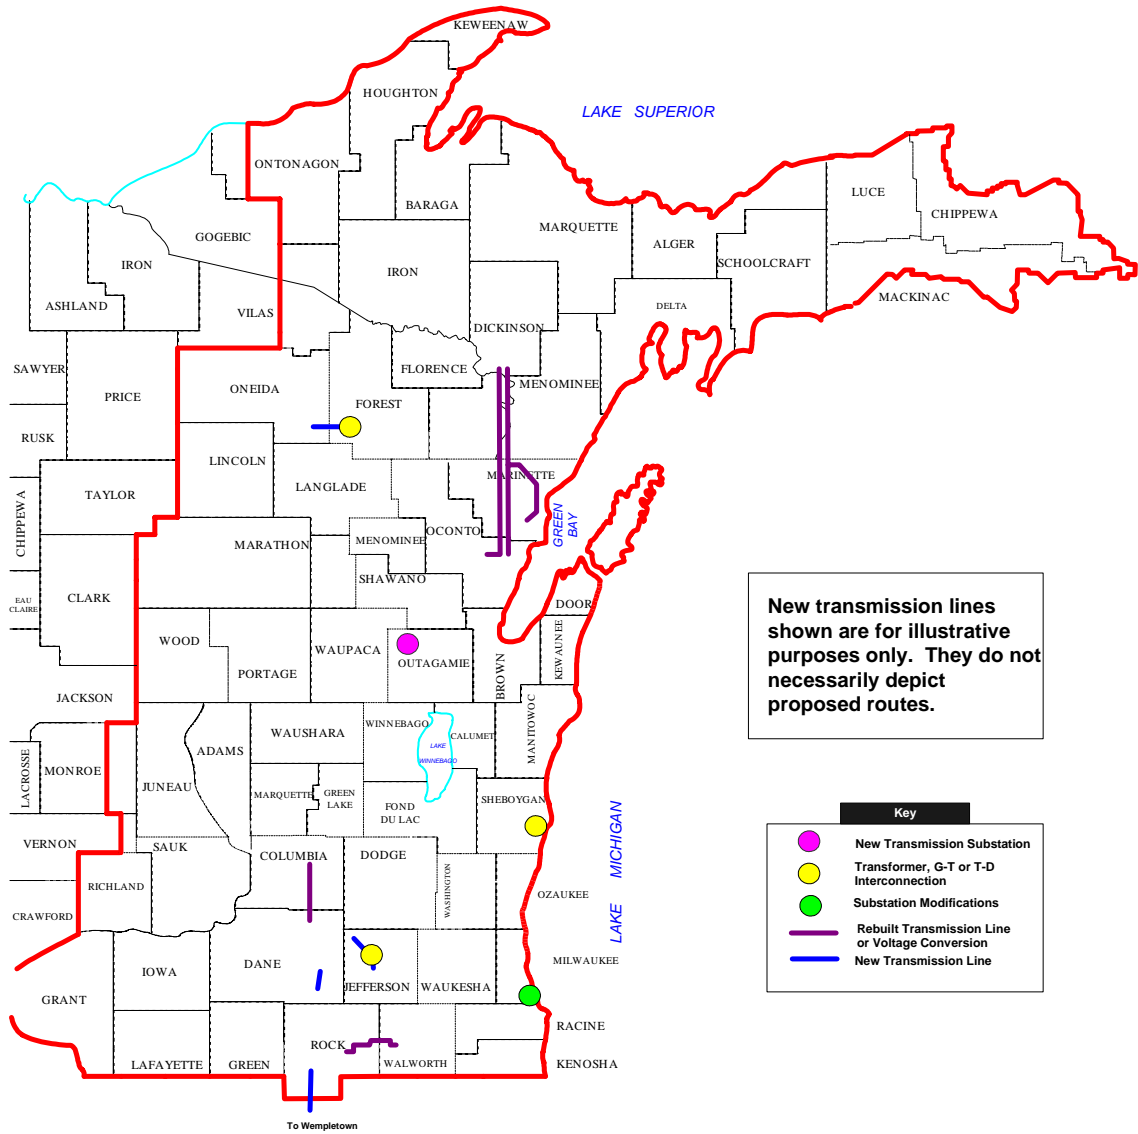 KEWEENAW
HOUGHTON
LAKE SUPERIOR
ONTONAGON
LUCE
BARAGA
CHIPPEWA
MARQUETTE
GOGEBIC
ALGER
IRON
IRON
SCHOOLCRAFT
MACKINAC
ASHLAND
VILAS
DELTA
DICKINSON
SAWYER
FLORENCE
MENOMINEE
ONEIDA
PRICE
FOREST
RUSK
LINCOLN
MARINETTE
LANGLADE
TAYLOR
CHIPPEWA
GREEN
BAY
OCONTO
MENOMINEE
MARATHON
SHAWANO
CLARK
EAU
CLAIRE
DOOR
WOOD
WAUPACA
KEWAUNEE
OUTAGAMIE
PORTAGE
BROWN
JACKSON
New transmission lines
shown are for illustrative
purposes only. They do not
necessarily depict
proposed routes.
WINNEBAGO
MANITOWOC
WAUSHARA
CALUMET
ADAMS
LAKE
WINNEBAGO
LACROSSE
MONROE
JUNEAU
MARQUETTE
GREEN
LAKE
SHEBOYGAN
FOND
DU LAC
LAKE MICHIGAN
VERNON
SAUK
COLUMBIA
DODGE
WASHINGTON
RICHLAND
OZAUKEE
CRAWFORD
MILWAUKEE
IOWA
DANE
JEFFERSON
WAUKESHA
GRANT
RACINE
ROCK
LAFAYETTE
GREEN
WALWORTH
KENOSHA
To Wempletown
Key
New Transmission Substation
Transformer, G-T or T-D
Interconnection
Substation Modifications
Rebuilt Transmission Line
or Voltage Conversion
New Transmission Line